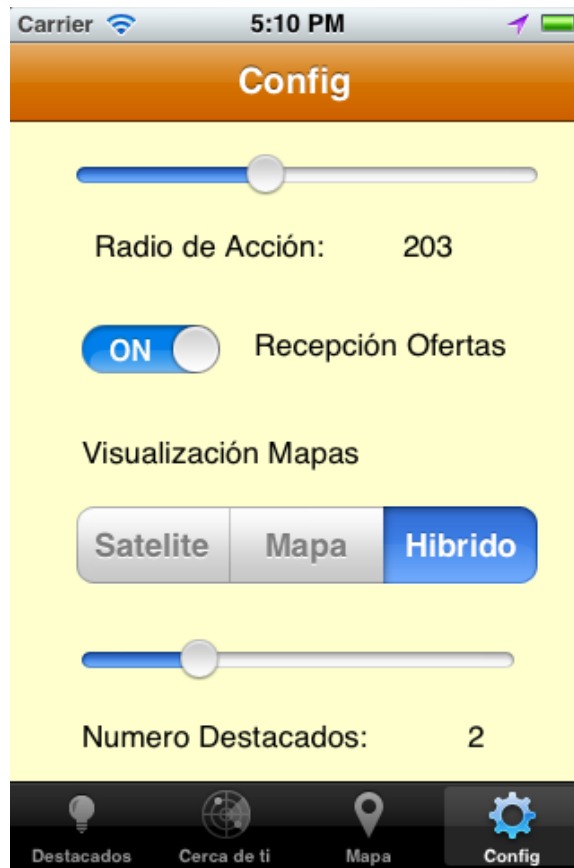 Carrier 5:10 PM
Config
Radio de Acción: 203
ON Recepción Ofertas
Visualización Mapas
Satelite Mapa Hibrido
Numero Destacados: 2
Destacados Cerca de ti Mapa Config